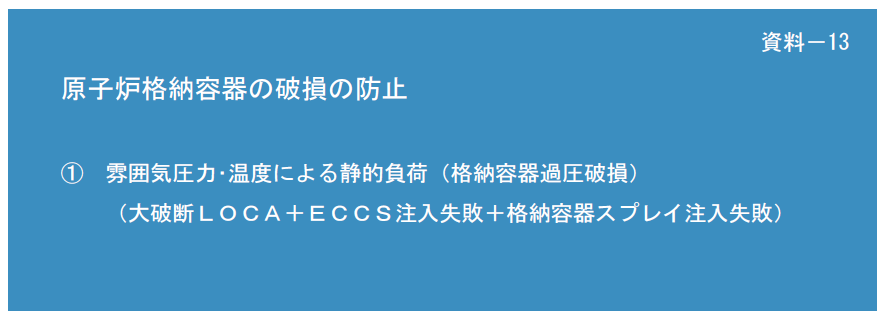 資料－13
原子炉格納容器の破損の防止
① 雰囲気圧力･温度による静的負荷（格納容器過圧破損）
（大破断ＬＯＣＡ＋ＥＣＣＳ注入失敗＋格納容器スプレイ注入失敗）